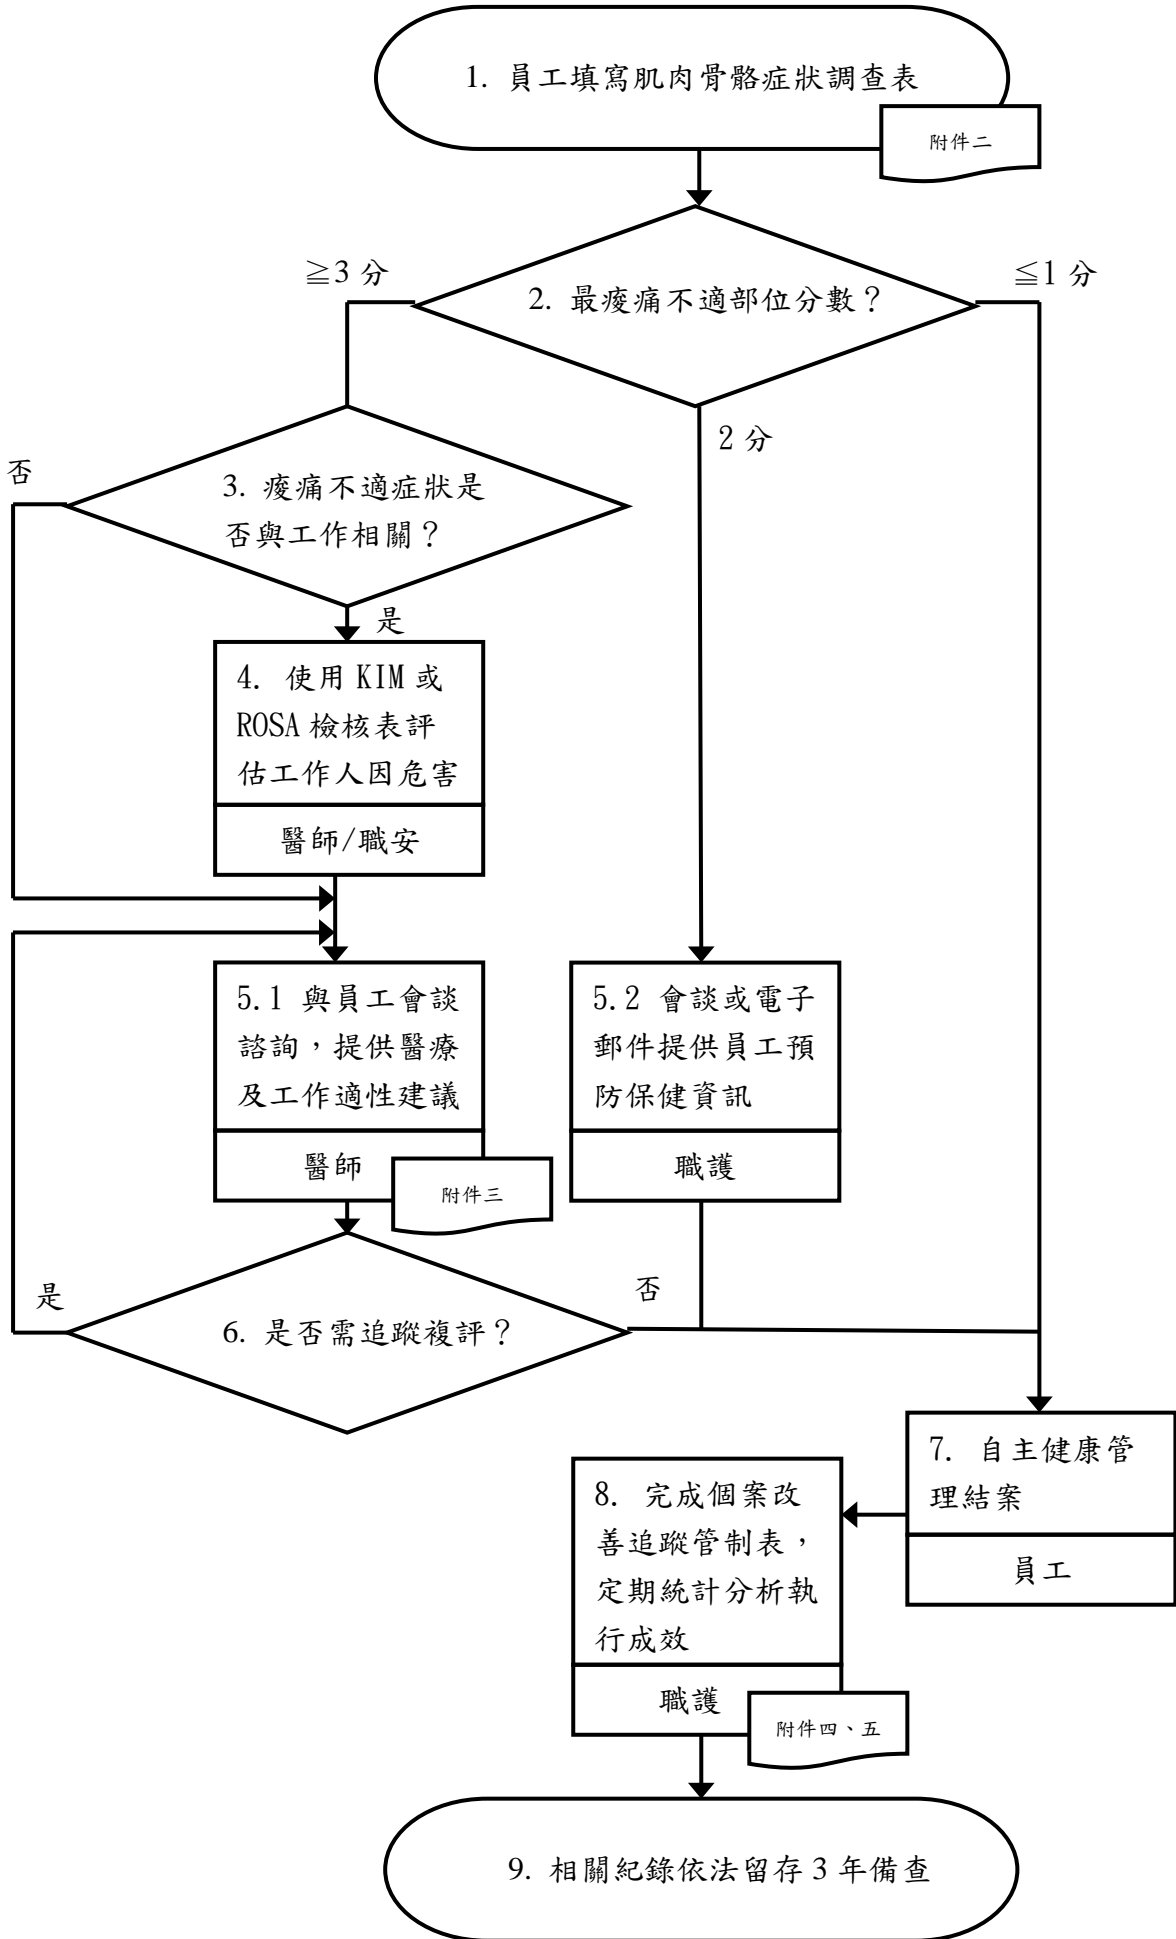 1. 員工填寫肌肉骨骼症狀調查表
附件二
≧3 分
≦1 分
2. 最痠痛不適部位分數？
2 分
否
3. 痠痛不適症狀是
否與工作相關？
是
4. 使用 KIM 或
ROSA 檢核表評
估工作人因危害
醫師/職安
5.1 與員工會談
諮詢，提供醫療
及工作適性建議
醫師
附件三
5.2 會談或電子
郵件提供員工預
防保健資訊
職護
是
6. 是否需追蹤複評？
否
7. 自主健康管
理結案
員工
8. 完成個案改
善追蹤管制表，
定期統計分析執
行成效
職護
附件四、五
9. 相關紀錄依法留存 3 年備查